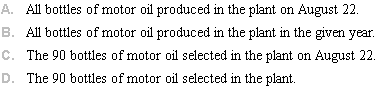 A. All bottles of motor oil produced in the plant on August 22.
B. All bottles of motor oil produced in the plant in the given year.
C. The 90 bottles of motor oil selected in the plant on August 22.
D. The 90 bottles of motor oil selected in the plant.